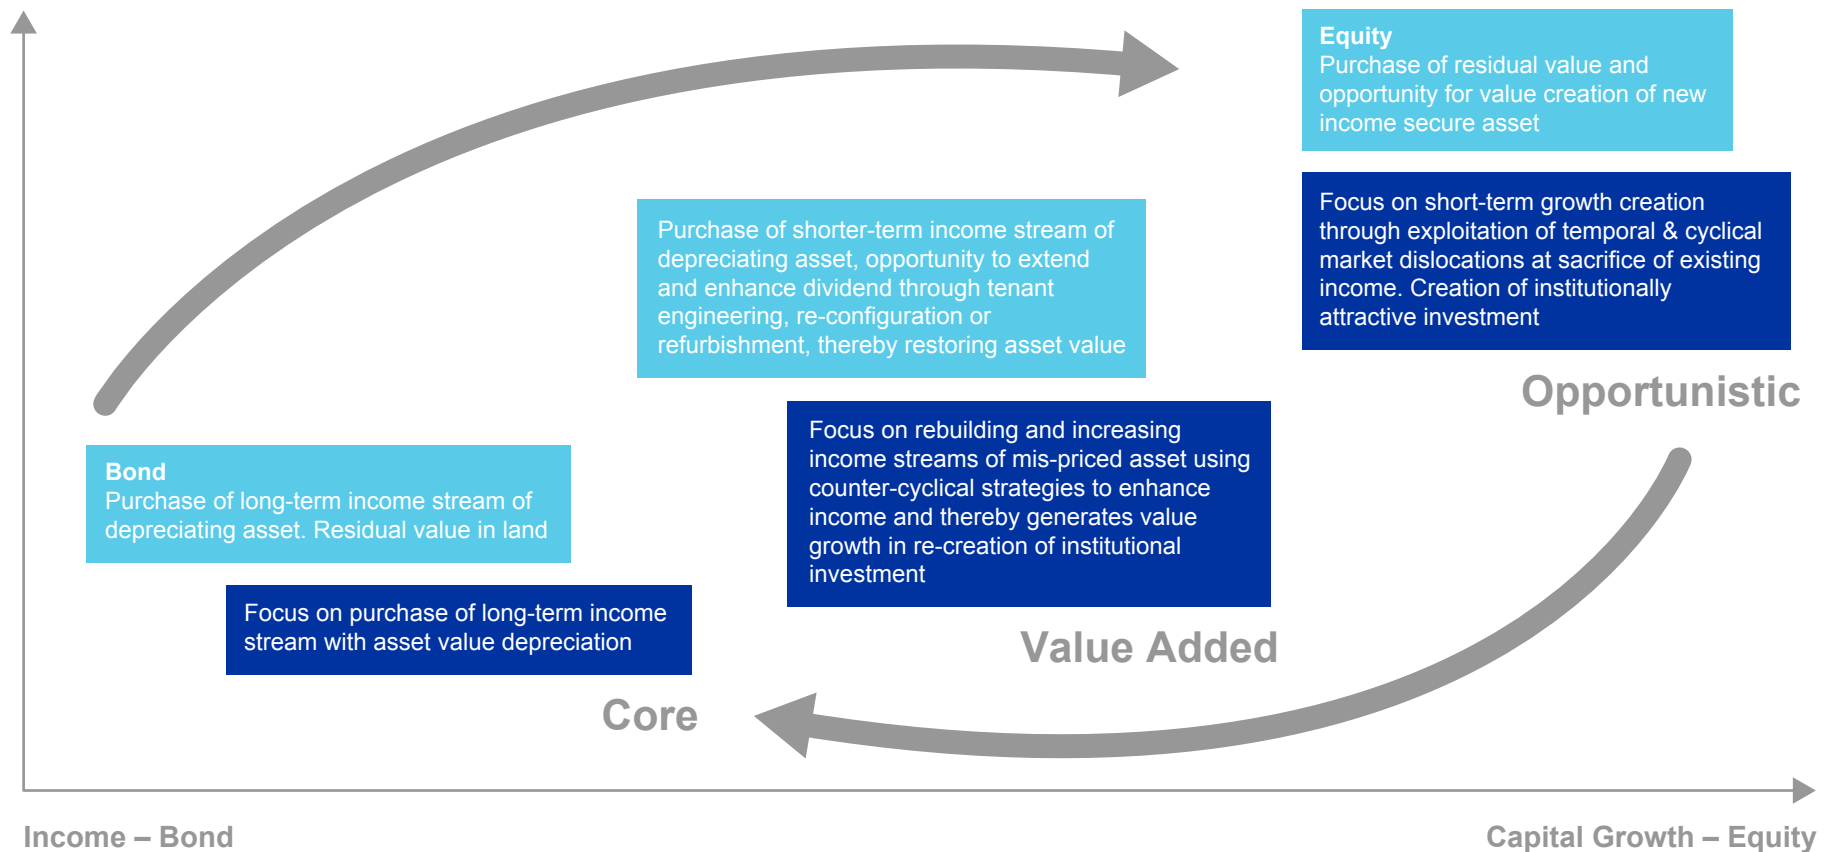 Equity
Purchase of residual value and
opportunity for value creation of new
income secure asset
Focus on short-term growth creation
through exploitation of temporal & cyclical
market dislocations at sacrifice of existing
income. Creation of institutionally
attractive investment
Opportunistic
Purchase of shorter-term income stream of
depreciating asset, opportunity to extend
and enhance dividend through tenant
engineering, re-configuration or
refurbishment, thereby restoring asset value
Focus on rebuilding and increasing
income streams of mis-priced asset using
counter-cyclical strategies to enhance
income and thereby generates value
growth in re-creation of institutional
investment
Value Added
Bond
Purchase of long-term income stream of
depreciating asset. Residual value in land
Focus on purchase of long-term income
stream with asset value depreciation
Core
Income – Bond
Capital Growth – Equity